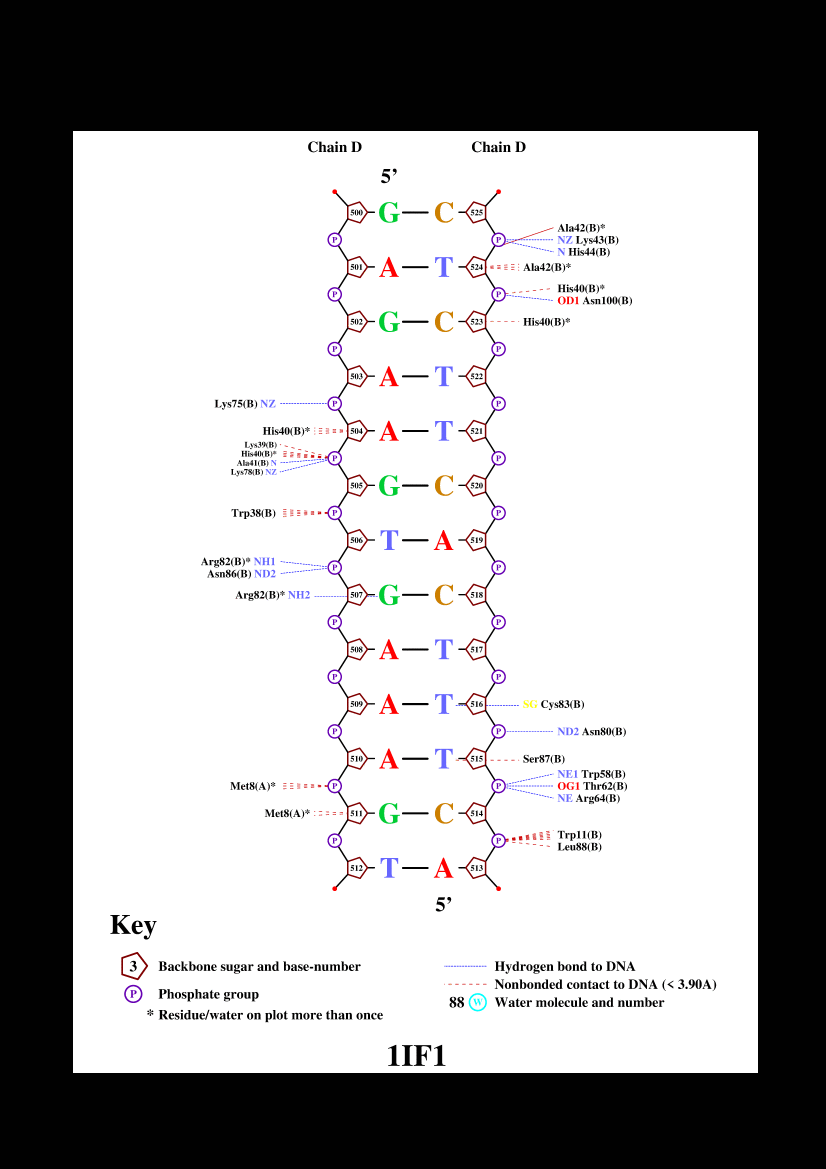 Chain D Chain D
5’
500 G C 525
Ala42(B)*
P P NZ Lys43(B)
N His44(B)
501 A T 524 Ala42(B)*
His40(B)*
P P OD1 Asn100(B)
502 G C 523 His40(B)*
P P
503 A T 522
Lys75(B) NZ P P
His40(B)* 504 A T 521
Lys39(B)
His40(B)*
P P
Ala41(B) N
Lys78(B) NZ
505 G C 520
Trp38(B) P P
506 T A 519
Arg82(B)* NH1
P P
Asn86(B) ND2
Arg82(B)* NH2 507 G C 518
P P
508 A T 517
P P
509 A T 516 SG Cys83(B)
P P ND2 Asn80(B)
510 A T 515 Ser87(B)
NE1 Trp58(B)
Met8(A)* P P OG1 Thr62(B)
NE Arg64(B)
Met8(A)* 511 G C 514
Trp11(B)
P P
Leu88(B)
512 T A 513
5’
Key
3 Backbone sugar and base-number Hydrogen bond to DNA
Nonbonded contact to DNA (< 3.90A)
P Phosphate group 88 W Water molecule and number
* Residue/water on plot more than once
1IF1